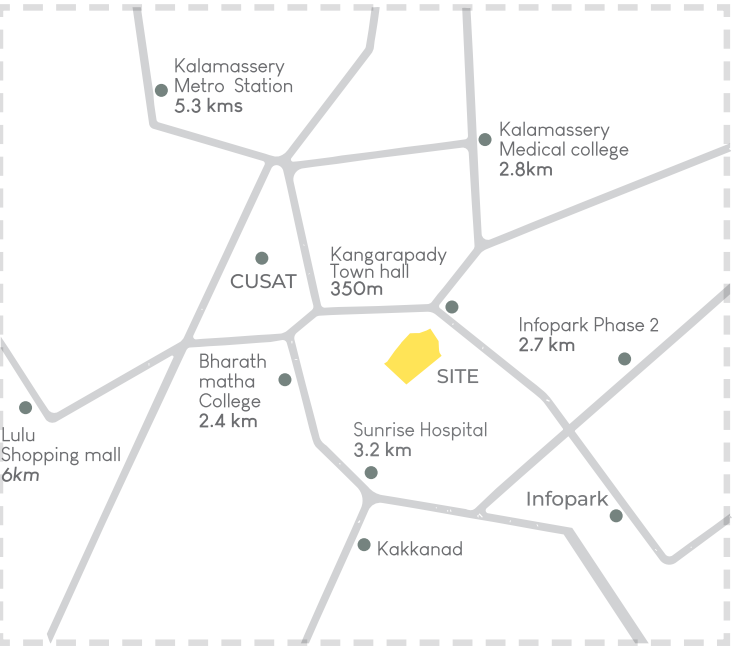 Kalamassery
Metro Station
5.3 kms
Kalamassery
Medical college
2.8km
CUSAT
Kangarapady
Town hall
350m
Infopark Phase 2
2.7 km
Bharath
matha
College
2.4 km
SITE
Lulu
Shopping mall
6km
Sunrise Hospital
3.2 km
Infopark
Kakkanad